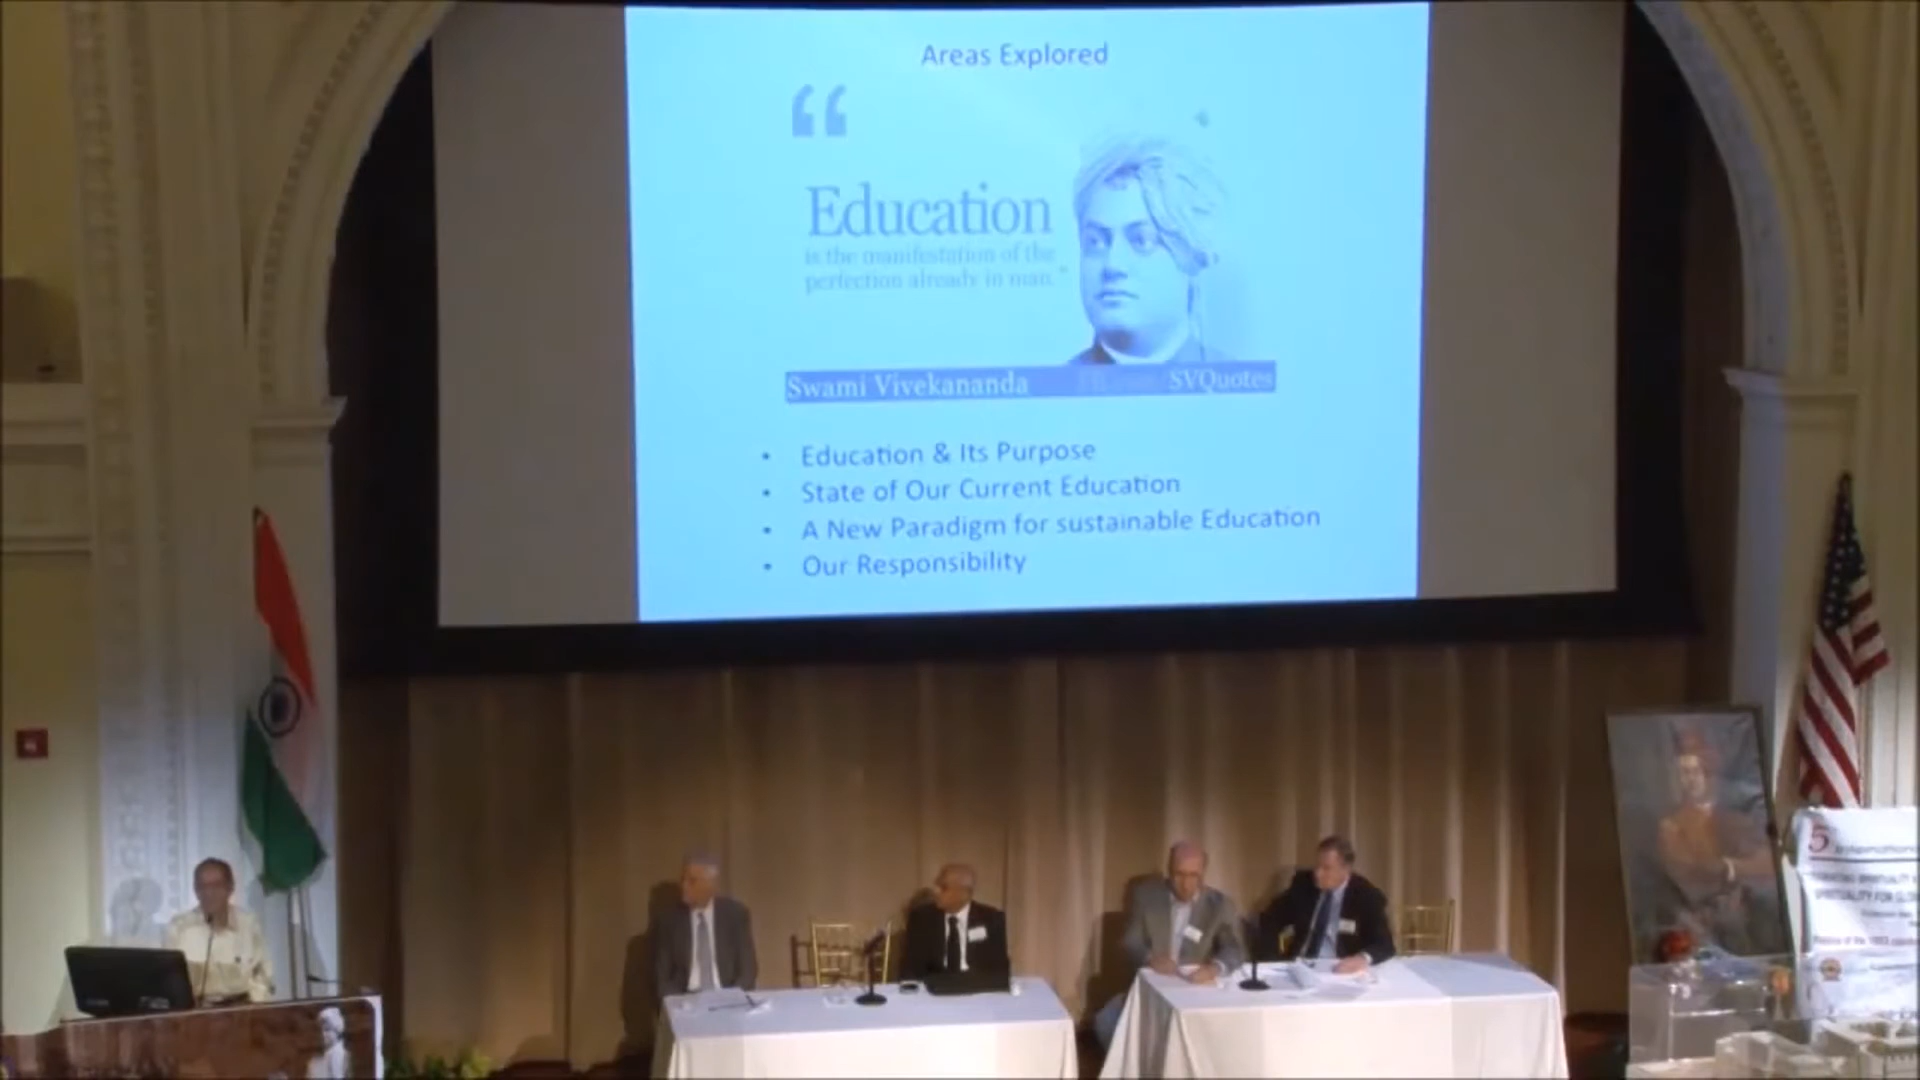 Areas Explored
“
Education
is the manifestation of the
perfection already in man.”
Swami Vivekananda SVQuotes
• Education & Its Purpose
• State of Our Current Education
• A New Paradigm for sustainable Education
• Our Responsibility
5